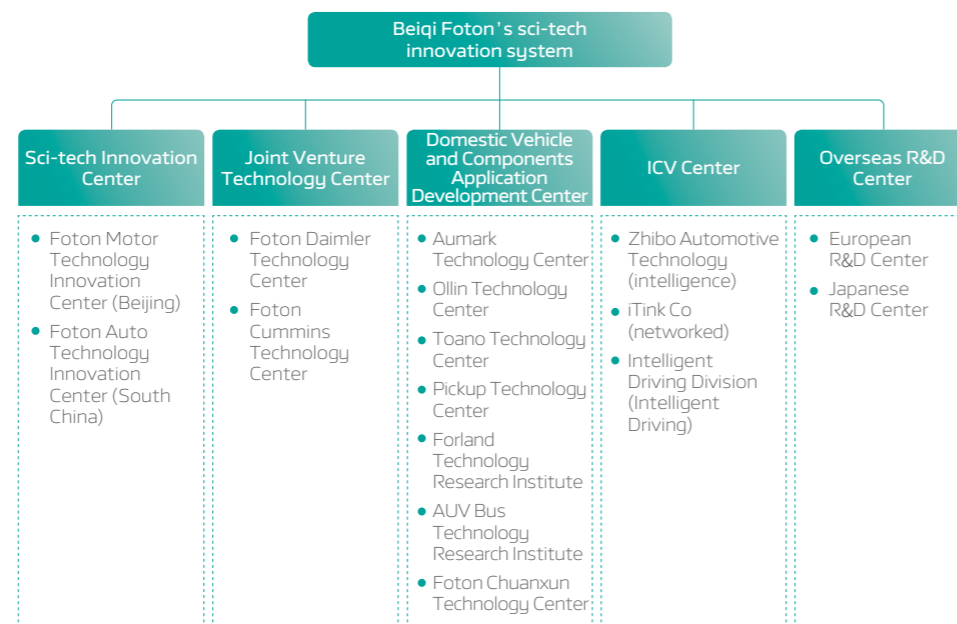 Beiqi Foton's sci-tech
innovation system
Sci-tech Innovation
Center
Foton Motor
Technology
Innovation
Center (Beijing)
Foton Auto
Technology
Innovation
Center (South
China)
Joint Venture
Technology Center
Foton Daimler
Technology
Center
Foton
Cummins
Technology
Center
Domestic Vehicle
and Components
Application
Development Center
Aumark
Technology Center
Ollin Technology
Center
Toano Technology
Center
Pickup Technology
Center
Forland
Technology
Research Institute
AUV Bus
Technology
Research Institute
Foton Chuanxun
Technology Center
ICV Center
Zhibo Automotive
Technology
(intelligence)
iTink Co
(networked)
Intelligent
Driving Division
(Intelligent
Driving)
Overseas R&D
Center
European
R&D Center
Japanese
R&D Center